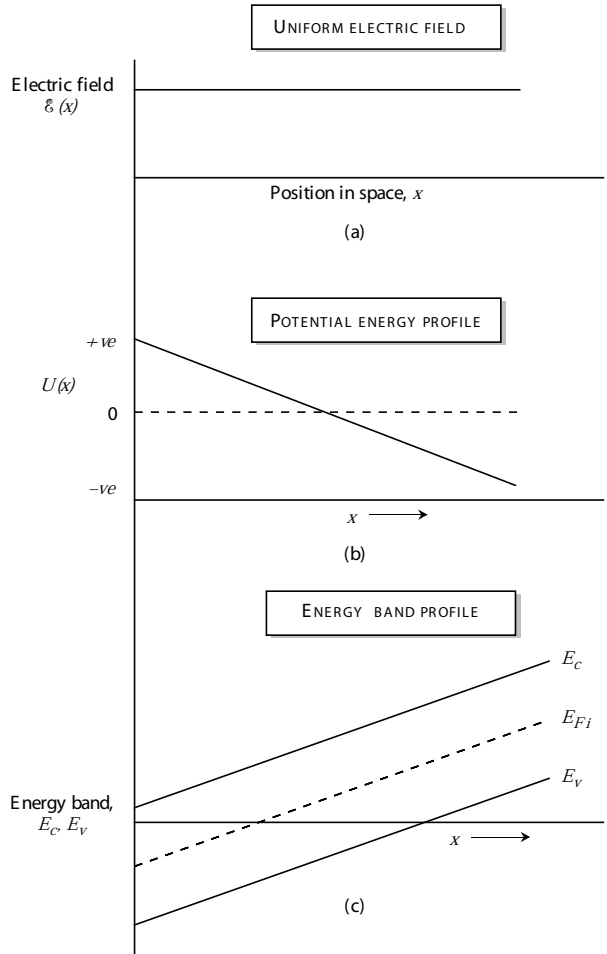 UNIFORM ELECTRIC FIELD
Electric field
ℰ (x)
Position in space, x
(a)
POTENTIAL ENERGY PROFILE
+ve
U(x)
0
–ve
x
(b)
ENERGY BAND PROFILE
E_c
E_Fi
E_v
Energy band,
E_c, E_v
x
(c)